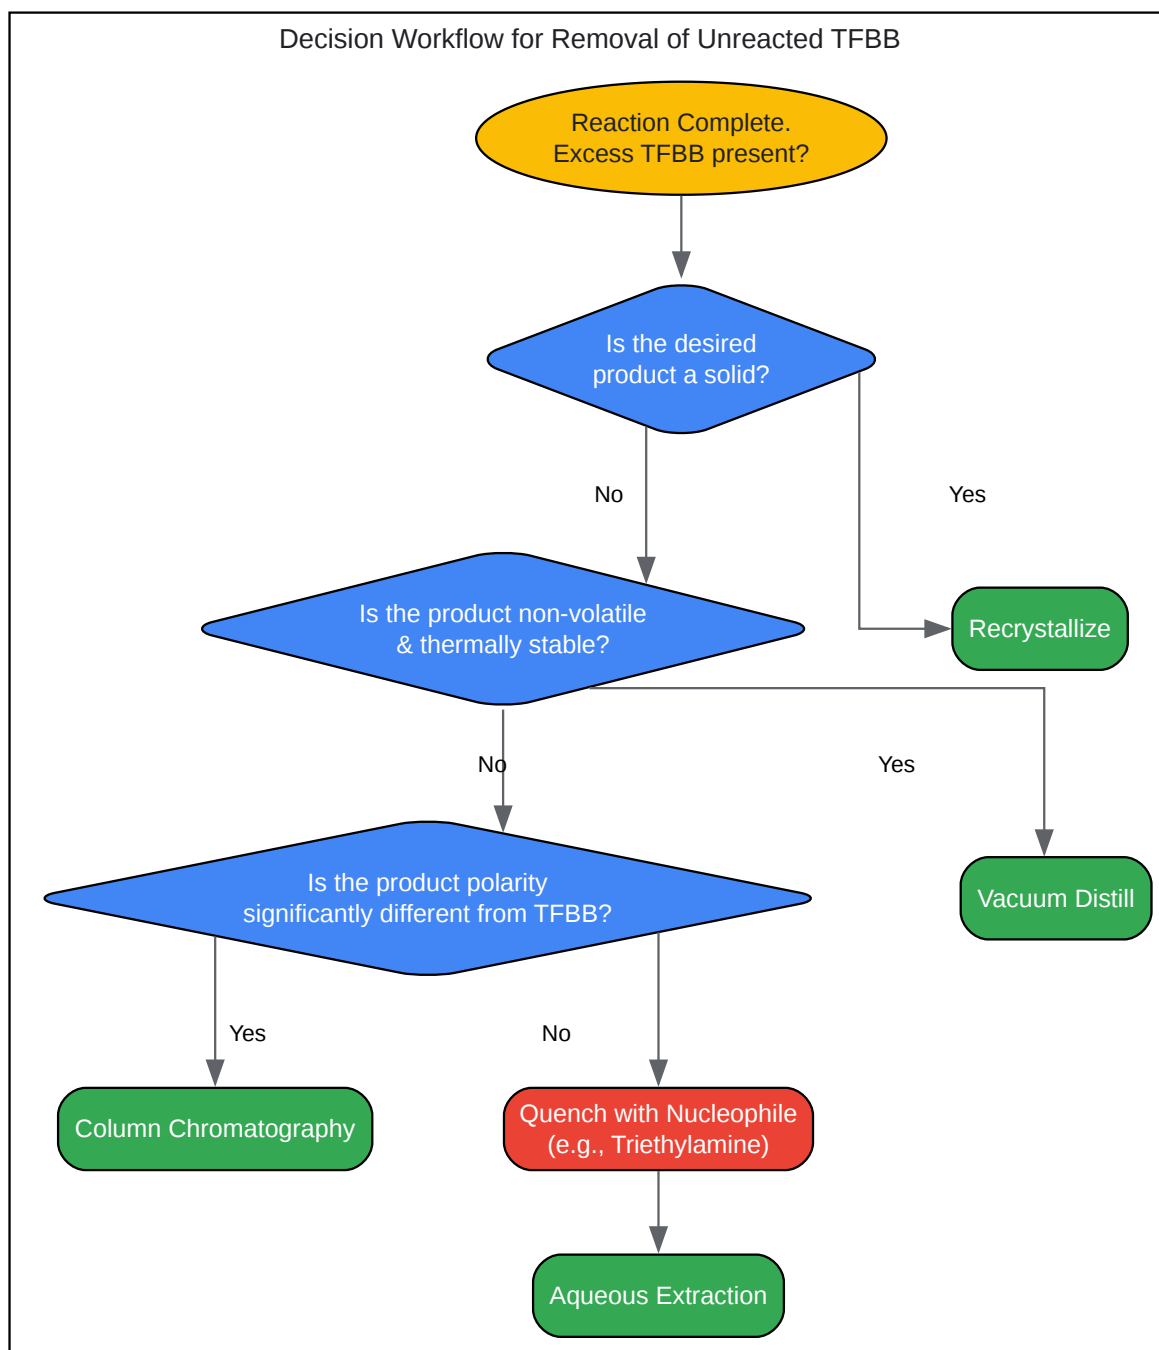 Decision Workflow for Removal of Unreacted TFBB
Reaction Complete.
Excess TFBB present?
Is the desired
product a solid?
No
Yes
Is the product non-volatile
& thermally stable?
Recrystallize
No
Yes
Is the product polarity
significantly different from TFBB?
Vacuum Distill
Yes
No
Column Chromatography
Quench with Nucleophile
(e.g., Triethylamine)
Aqueous Extraction